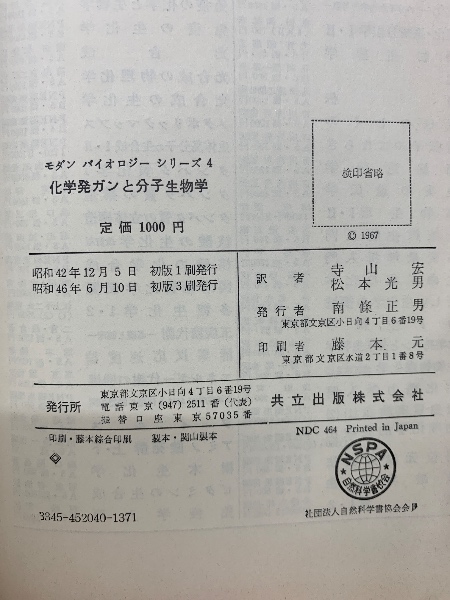 モダン バイオロジー シリーズ 4
化学発ガンと分子生物学
定価 1000 円
検印省略
© 1967
昭和42年12月5日 初版1刷発行
昭和46年6月10日 初版3刷発行
訳者 寺山宏
松本光男
発行者 南條正男
東京都文京区小日向4丁目6番19号
印刷者 藤本元
東京都文京区水道2丁目1番8号
発行所
東京都文京区小日向4丁目6番19号
電話東京(947)2511番(代表)
振替口座東京57035番
共立出版株式会社
印刷・藤本綜合印刷 製本・関山製本
NDC 464 Printed in Japan
NSPA
自然科学書協会
3345-452040-1371
社団法人自然科学書協会会員